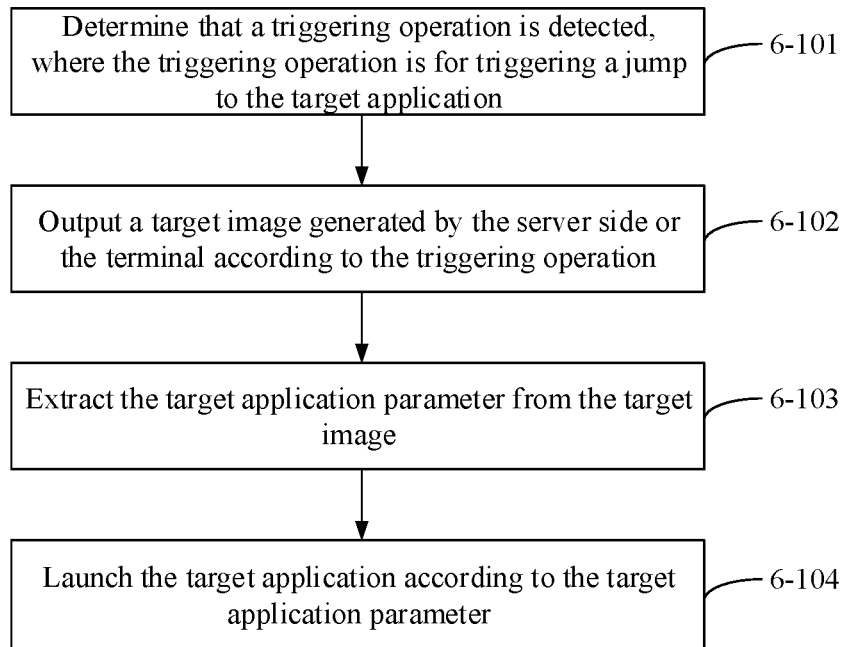 Determine that a triggering operation is detected,
where the triggering operation is for triggering a jump
to the target application
6-101
Output a target image generated by the server side or
the terminal according to the triggering operation
6-102
Extract the target application parameter from the target
image
6-103
Launch the target application according to the target
application parameter
6-104